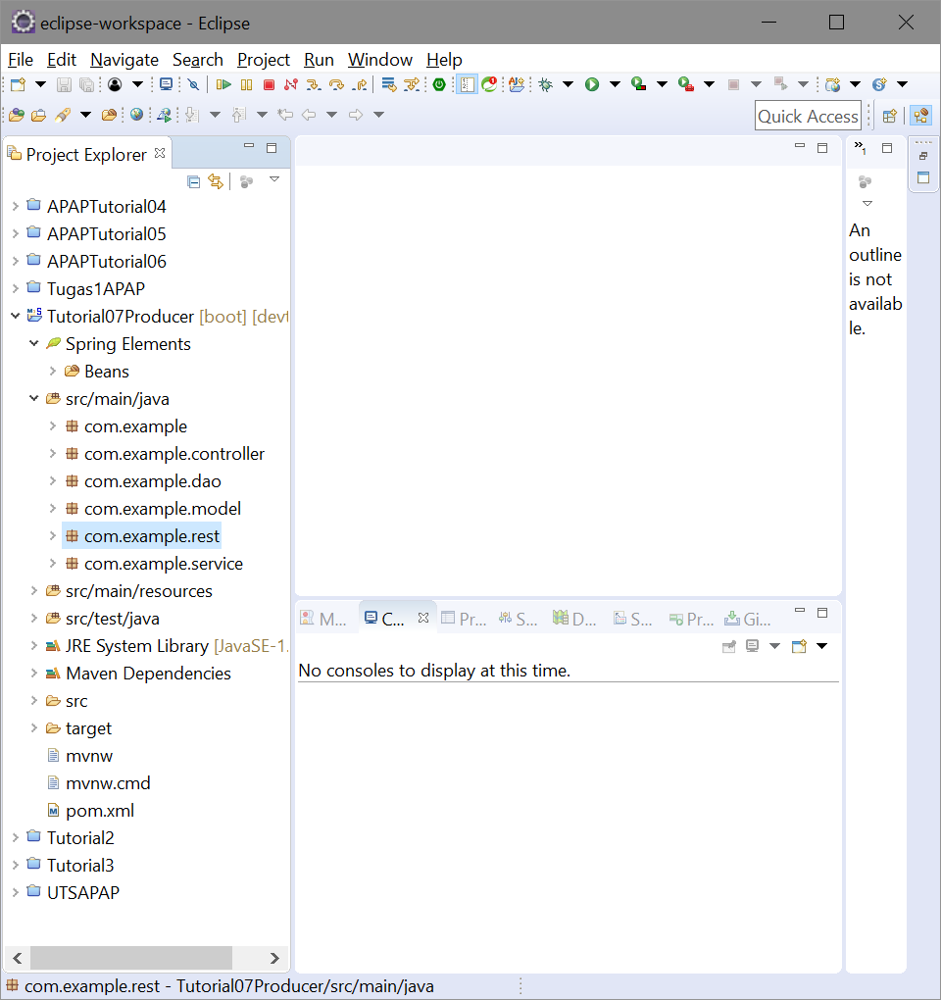 eclipse-workspace - Eclipse
File Edit Navigate Search Project Run Window Help
Quick Access
Project Explorer
1
APAPTutorial04
APAPTutorial05
APAPTutorial06
Tugas1APAP
Tutorial07Producer [boot] [devt
Spring Elements
Beans
src/main/java
com.example
com.example.controller
com.example.dao
com.example.model
com.example.rest
com.example.service
src/main/resources
src/test/java
JRE System Library [JavaSE-1.
Maven Dependencies
src
target
mvnw
mvnw.cmd
pom.xml
Tutorial2
Tutorial3
UTSAPAP
An
outline
is not
availab
le.
M... C... Pr... S... D... S... Pr... Gi...
No consoles to display at this time.
com.example.rest - Tutorial07Producer/src/main/java